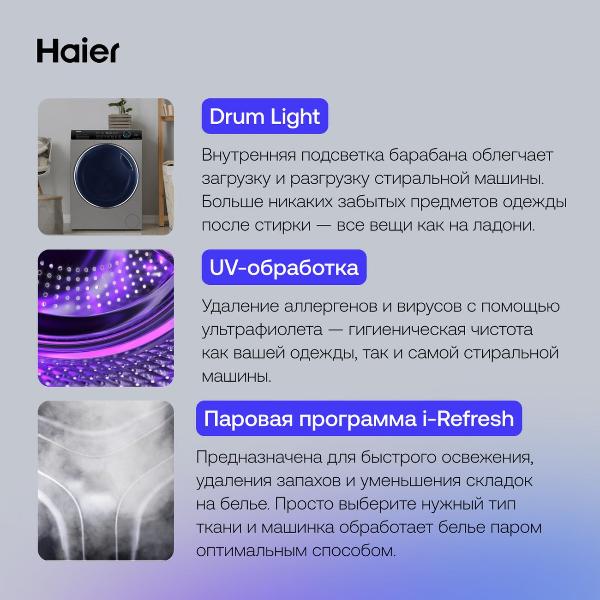 Haier
Drum Light
Внутренняя подсветка барабана облегчает
загрузку и разгрузку стиральной машины.
Больше никаких забытых предметов одежды
после стирки — все вещи как на ладони.
UV-обработка
Удаление аллергенов и вирусов с помощью
ультрафиолета — гигиеническая чистота
как вашей одежды, так и самой стиральной
машины.
Паровая программа i-Refresh
Предназначена для быстрого освежения,
удаления запахов и уменьшения складок
на белье. Просто выберите нужный тип
ткани и машинка обработает белье паром
оптимальным способом.